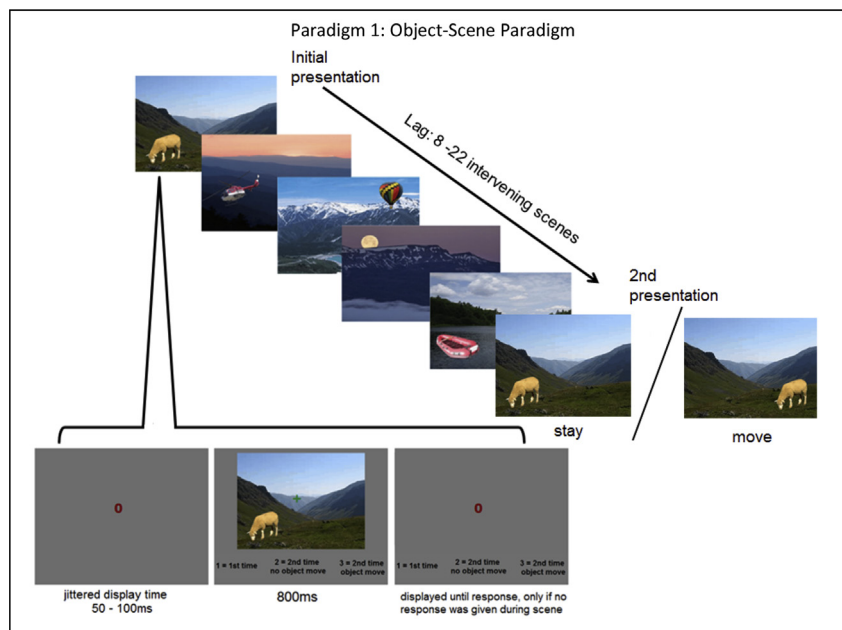 Paradigm 1: Object-Scene Paradigm
Initial
presentation
Lag: 8 -22 intervening scenes
2nd
presentation
stay
move
0
1 = 1st time
2 = 2nd time
no object move
3 = 2nd time
object move
0
1 = 1st time
2 = 2nd time
no object move
3 = 2nd time
object move
jittered display time
50 - 100ms
800ms
displayed until response, only if no
response was given during scene